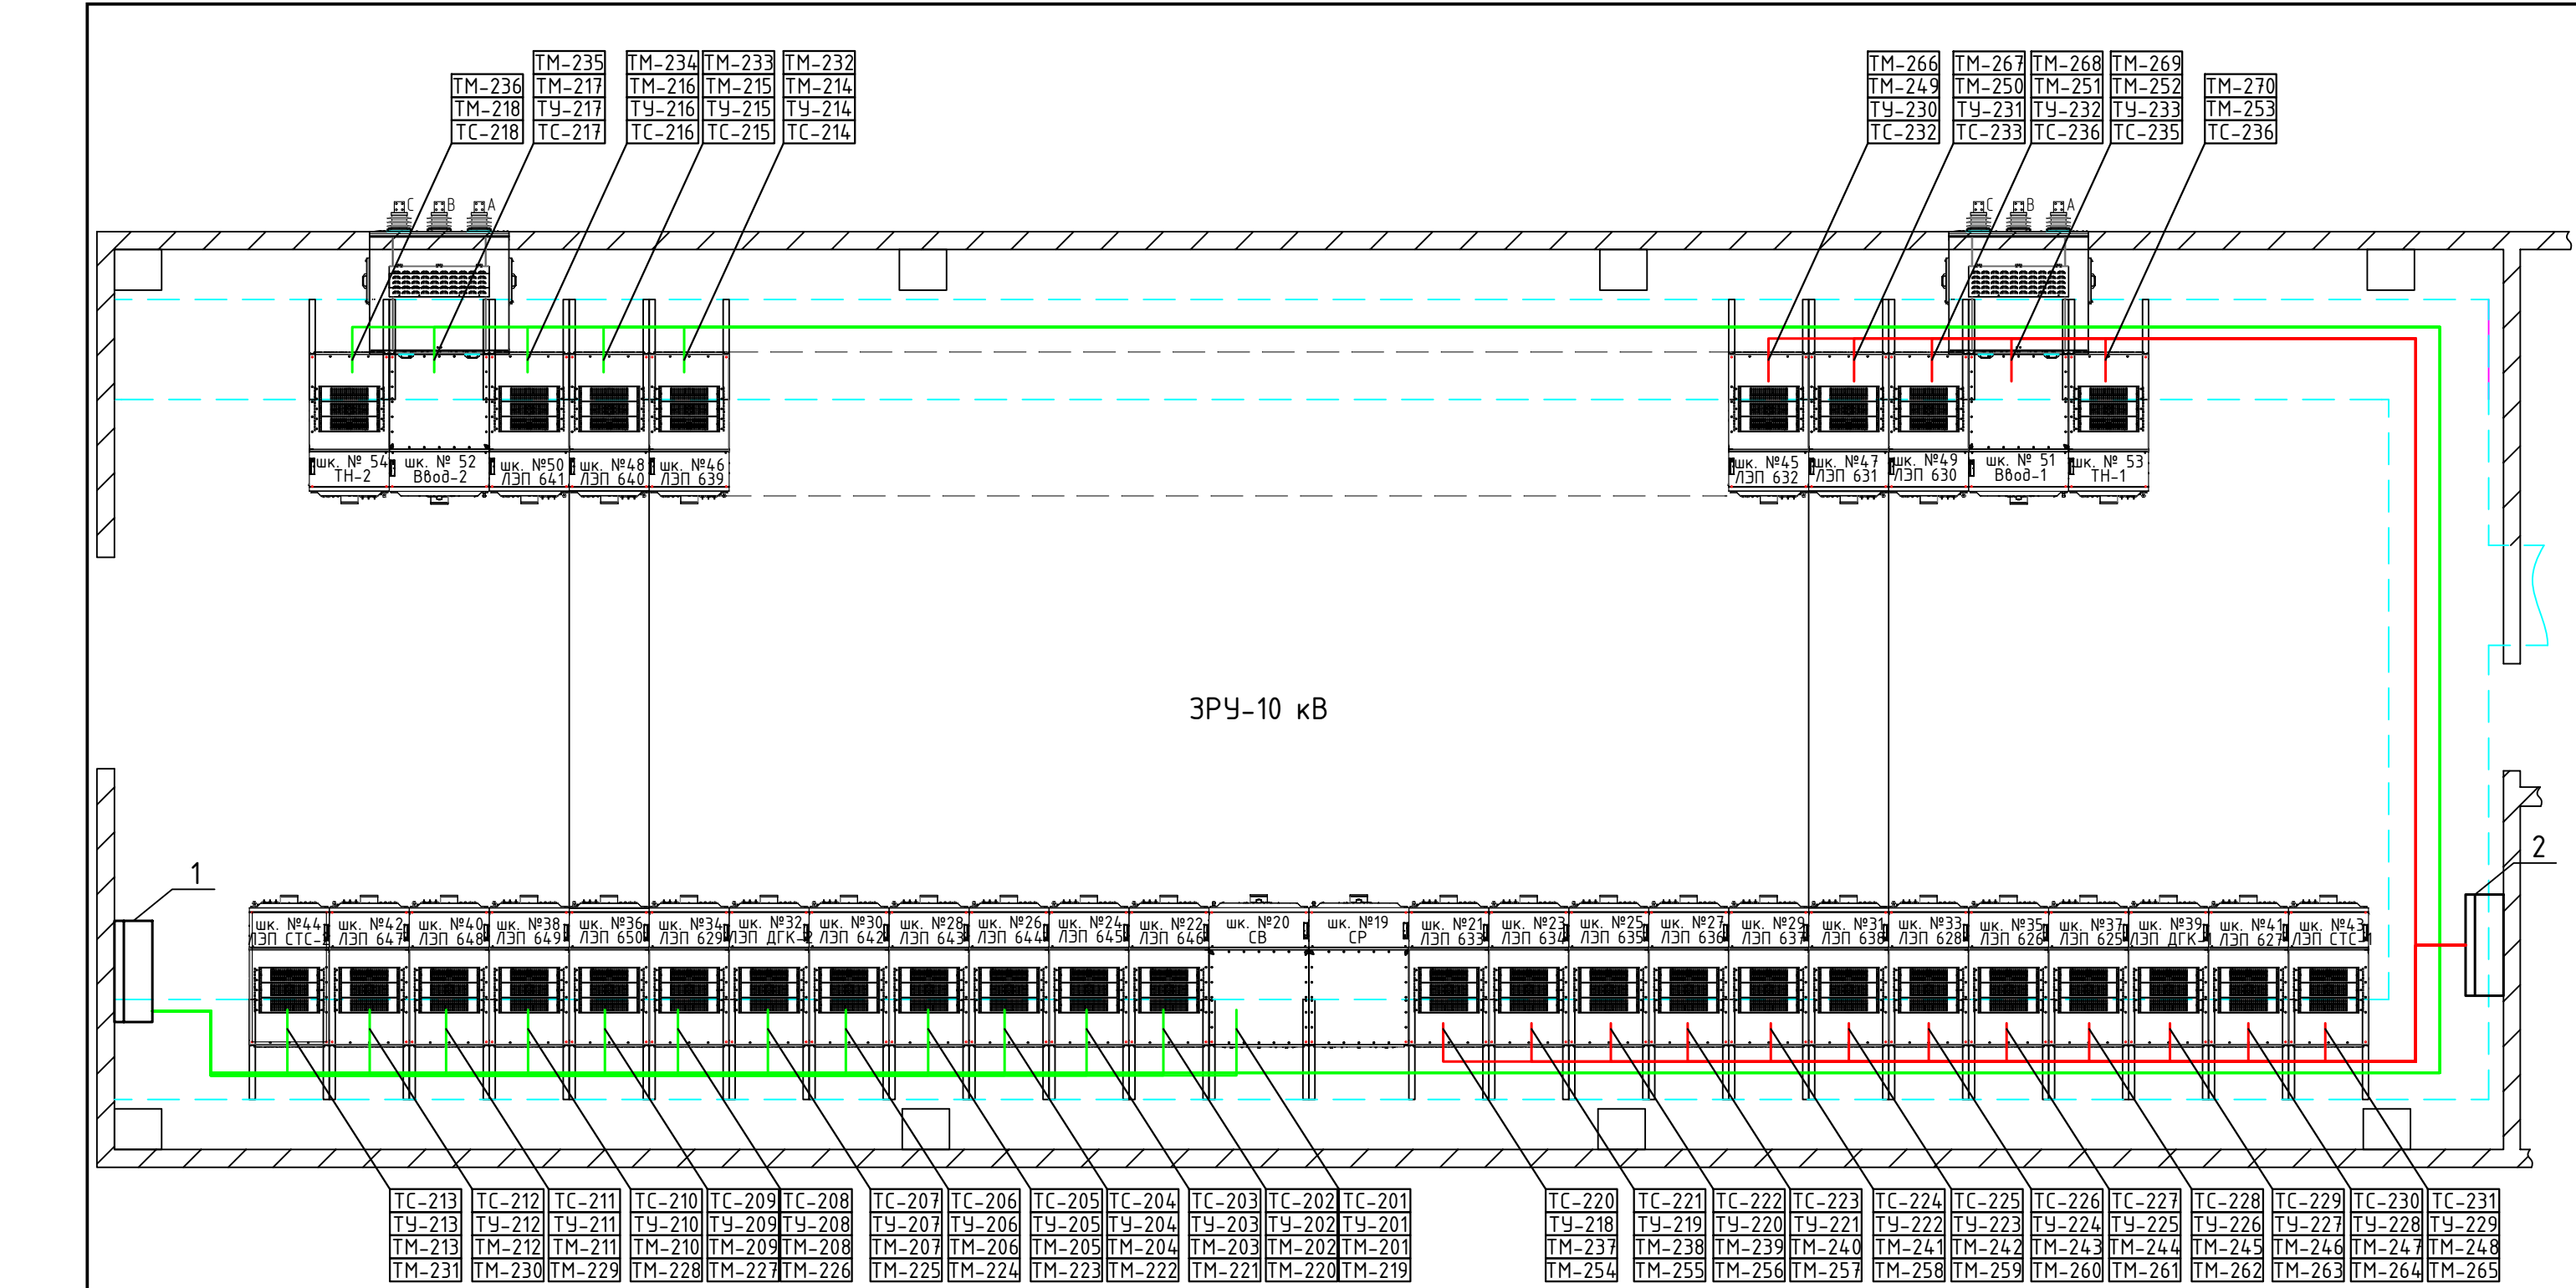 ТМ-236
ТМ-218
ТС-218
ТМ-235
ТМ-217
ТУ-217
ТС-217
ТМ-234
ТМ-216
ТУ-216
ТС-216
ТМ-233
ТМ-215
ТУ-215
ТС-215
ТМ-232
ТМ-214
ТУ-214
ТС-214
ТМ-266
ТМ-249
ТУ-230
ТС-232
ТМ-267
ТМ-250
ТУ-231
ТС-233
ТМ-268
ТМ-251
ТУ-232
ТС-236
ТМ-269
ТМ-252
ТУ-233
ТС-235
ТМ-270
ТМ-253
ТС-236
C
B
A
C
B
A
шк. № 54
ТН-2
шк. № 52
Ввод-2
шк. №50
ЛЭП 641
шк. №48
ЛЭП 640
шк. №46
ЛЭП 639
шк. №45
ЛЭП 632
шк. №47
ЛЭП 631
шк. №49
ЛЭП 630
шк. № 51
Ввод-1
шк. № 53
ТН-1
ЗРУ-10 кВ
1
2
шк. №44
ЛЭП СТС-2
шк. №42
ЛЭП 647
шк. №40
ЛЭП 648
шк. №38
ЛЭП 649
шк. №36
ЛЭП 650
шк. №34
ЛЭП 629
шк. №32
ЛЭП ДГК-2
шк. №30
ЛЭП 642
шк. №28
ЛЭП 643
шк. №26
ЛЭП 644
шк. №24
ЛЭП 645
шк. №22
ЛЭП 646
шк. №20
СВ
шк. №19
СР
шк. №21
ЛЭП 633
шк. №23
ЛЭП 634
шк. №25
ЛЭП 635
шк. №27
ЛЭП 636
шк. №29
ЛЭП 637
шк. №31
ЛЭП 638
шк. №33
ЛЭП 628
шк. №35
ЛЭП 626
шк. №37
ЛЭП 625
шк. №39
ЛЭП ДГК-1
шк. №41
ЛЭП 627
шк. №43
ЛЭП СТС-1
ТС-213
ТУ-213
ТМ-213
ТМ-231
ТС-212
ТУ-212
ТМ-212
ТМ-230
ТС-211
ТУ-211
ТМ-211
ТМ-229
ТС-210
ТУ-210
ТМ-210
ТМ-228
ТС-209
ТУ-209
ТМ-209
ТМ-227
ТС-208
ТУ-208
ТМ-208
ТМ-226
ТС-207
ТУ-207
ТМ-207
ТМ-225
ТС-206
ТУ-206
ТМ-206
ТМ-224
ТС-205
ТУ-205
ТМ-205
ТМ-223
ТС-204
ТУ-204
ТМ-204
ТМ-222
ТС-203
ТУ-203
ТМ-203
ТМ-221
ТС-202
ТУ-202
ТМ-202
ТМ-220
ТС-201
ТУ-201
ТМ-201
ТМ-219
ТС-220
ТУ-218
ТМ-237
ТМ-254
ТС-221
ТУ-219
ТМ-238
ТМ-255
ТС-222
ТУ-220
ТМ-239
ТМ-256
ТС-223
ТУ-221
ТМ-240
ТМ-257
ТС-224
ТУ-222
ТМ-241
ТМ-258
ТС-225
ТУ-223
ТМ-242
ТМ-259
ТС-226
ТУ-224
ТМ-243
ТМ-260
ТС-227
ТУ-225
ТМ-244
ТМ-261
ТС-228
ТУ-226
ТМ-245
ТМ-262
ТС-229
ТУ-227
ТМ-246
ТМ-263
ТС-230
ТУ-228
ТМ-247
ТМ-264
ТС-231
ТУ-229
ТМ-248
ТМ-265